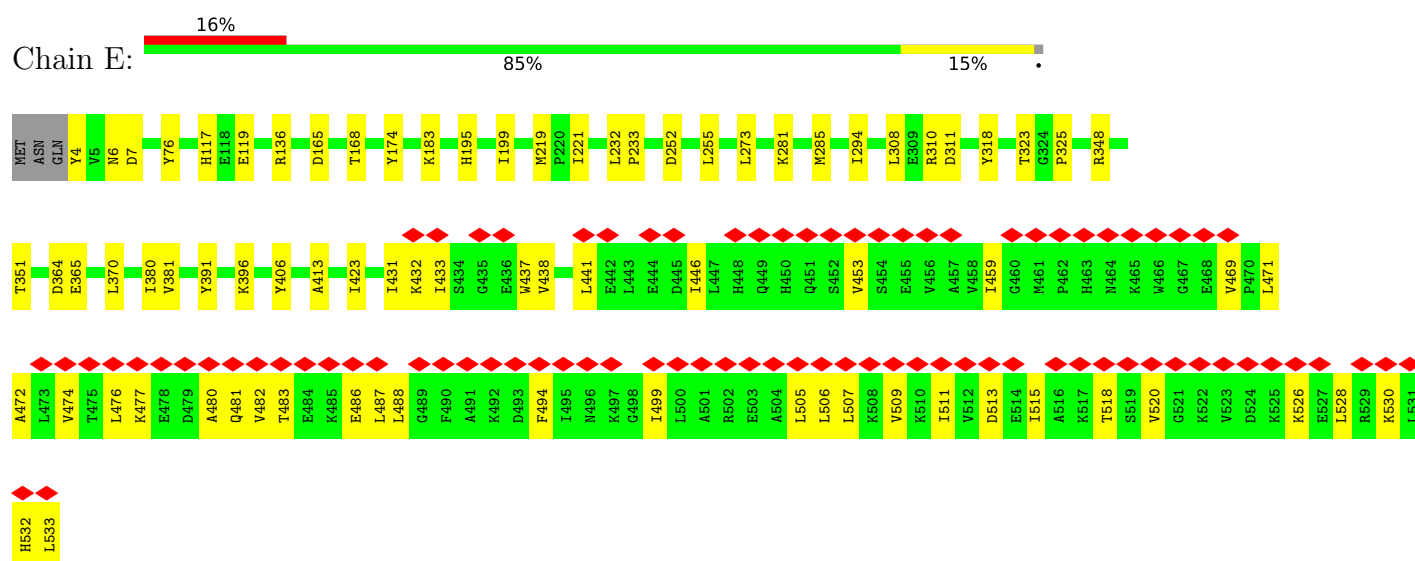 16%
Chain E:
85% 15% •
MET ASN GLN Y4 V5 N6 D7 Y76 H117 E118 E119 R136 D165 T168 Y174 K183 H195 I199 M219 P220 I221 L232 P233 D252 L255 L273 K281 M285 I294 L308 E309 R310 D311 Y318 T323 G324 P325 R348
T351 D364 E365 L370 I380 V381 Y391 K396 Y406 A413 I423 I431 K432 I433 S434 G435 E436 W437 V438 L441 E442 L443 E444 D445 I446 L447 H448 Q449 H450 Q451 S452 V453 S454 E455 V456 A457 V458 I459 G460 M461 P462 H463 N464 K465 W466 G467 E468 V469 P470 L471
A472 L473 V474 T475 L476 K477 E478 D479 A480 Q481 V482 T483 E484 K485 E486 L487 L488 G489 F490 A491 K492 D493 F494 I495 N496 K497 G498 I499 L500 A501 R502 E503 A504 L505 L506 L507 K508 V509 K510 I511 V512 D513 E514 I515 A516 K517 T518 S519 V520 G521 K522 V523 D524 K525 K526 E527 L528 R529 K530 L531
H532 L533